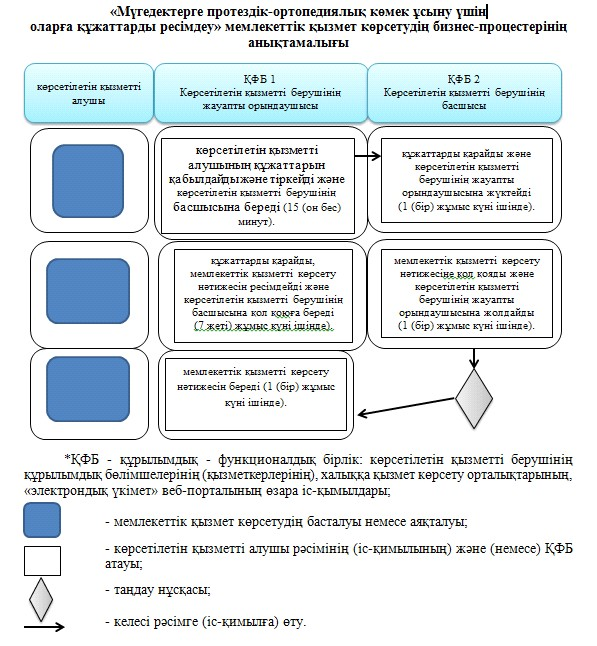 «Мүгедектерге протездік-ортопедиялық көмек ұсыну үшін
оларға құжаттарды ресімдеу» мемлекеттік қызмет көрсетудің бизнес-процестерінің
анықтамалығы
көрсетілетін қызметті
алушы
ҚФБ 1
Көрсетілетін қызметті берушінің
жауапты орындаушысы
ҚФБ 2
Көрсетілетін қызметті берушінің
басшысы
көрсетілетін қызметті
алушының құжаттарын
қабылдайды және тіркейді және
көрсетілетін қызметті берушінің
басшысына береді (15 (он бес)
минут).
құжаттарды қарайды және
көрсетілетін қызметті
берушінің жауапты
орындаушысына жүктейді
(1 (бір) жұмыс күні ішінде).
құжаттарды қарайды,
мемлекеттік қызметті көрсету
нәтижесін ресімдейді және
көрсетілетін қызметті берушінің
басшысына қол қоюға береді
(7 жеті) жұмыс күні ішінде).
мемлекеттік қызметті көрсету
нәтижесіне қол қояды және
көрсетілетін қызметті
берушінің жауапты
орындаушысына жолдайды
(1 (бір) жұмыс күні ішінде).
мемлекеттік қызметті көрсету
нәтижесін береді (1 (бір) жұмыс
күні ішінде).
*ҚФБ - құрылымдық - функционалдық бірлік: көрсетілетін қызметті берушінің
құрылымдық бөлімшелерінің (қызметкерлерінің), халыққа қызмет көрсету орталықтарының,
«электрондық үкімет» веб-порталының өзара іс-қымылдары;
- мемлекеттік қызмет көрсетудің басталуы немесе аяқталуы;
- көрсетілетін қызметті алушы рәсімінің (іс-қимылының) және (немесе) ҚФБ
атауы;
- таңдау нұсқасы;
- келесі рәсімге (іс-қимылға) өту.